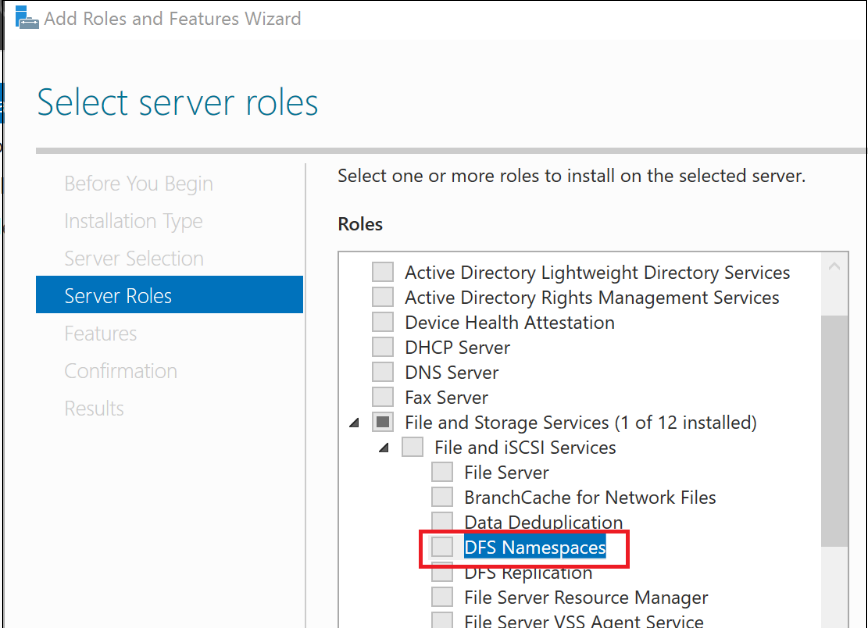 Add Roles and Features Wizard
Select server roles
Before You Begin
Installation Type
Server Selection
Server Roles
Features
Confirmation
Results
Select one or more roles to install on the selected server.
Roles
Active Directory Lightweight Directory Services
Active Directory Rights Management Services
Device Health Attestation
DHCP Server
DNS Server
Fax Server
File and Storage Services (1 of 12 installed)
File and iSCSI Services
File Server
BranchCache for Network Files
Data Deduplication
DFS Namespaces
DFS Replication
File Server Resource Manager
File Server VSS Agent Service